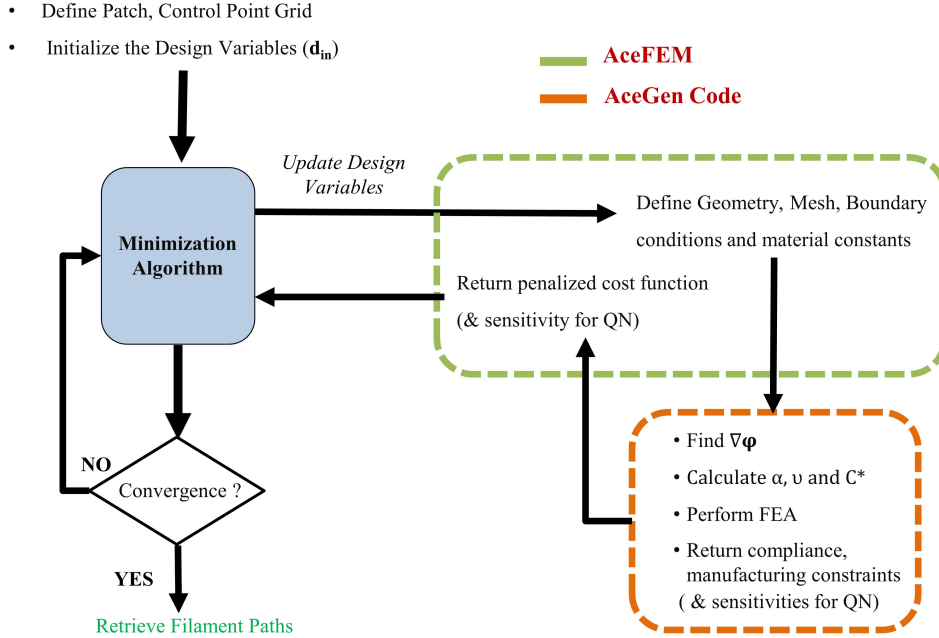 • Define Patch, Control Point Grid
• Initialize the Design Variables (d_in)
AceFEM
AceGen Code
Update Design
Variables
Minimization
Algorithm
Define Geometry, Mesh, Boundary
conditions and material constants
Return penalized cost function
(& sensitivity for QN)
• Find ∇φ
• Calculate α, υ and C*
• Perform FEA
• Return compliance,
manufacturing constraints
( & sensitivities for QN)
NO
Convergence ?
YES
Retrieve Filament Paths